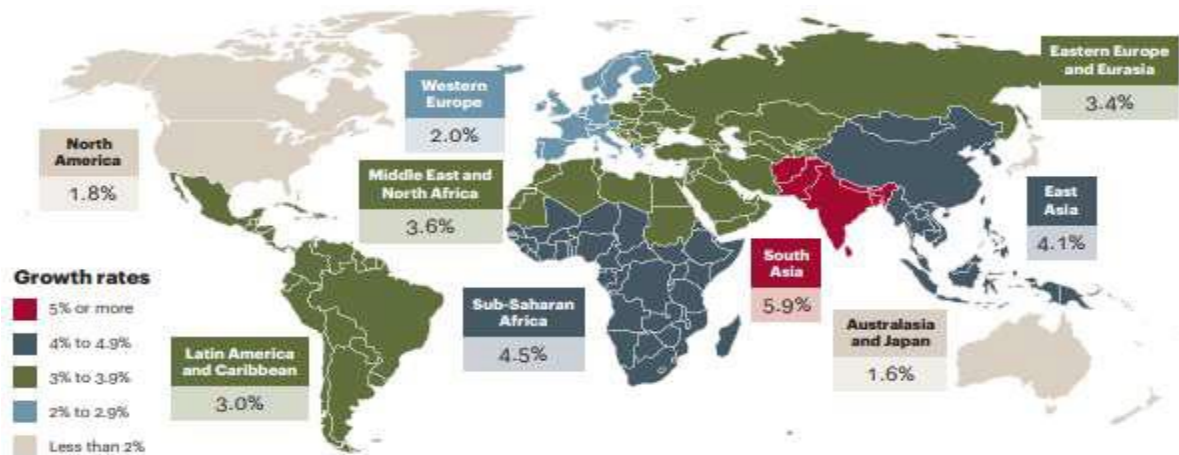 Eastern Europe
and Eurasia
3.4%
Western
Europe
2.0%
North
America
1.8%
Middle East and
North Africa
3.6%
East
Asia
4.1%
South
Asia
5.9%
Growth rates
5% or more
4% to 4.9%
3% to 3.9%
2% to 2.9%
Less than 2%
Sub-Saharan
Africa
4.5%
Latin America
and Caribbean
3.0%
Australasia
and Japan
1.6%